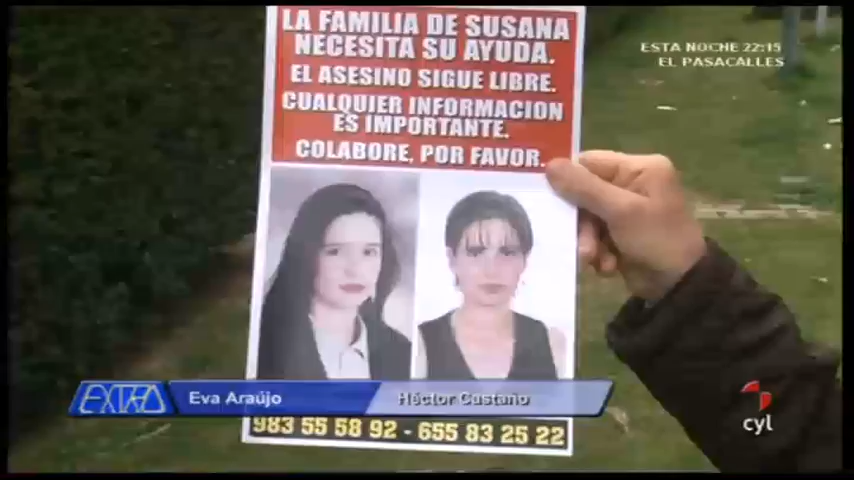 LA FAMILIA DE SUSANA
NECESITA SU AYUDA.
EL ASESINO SIGUE LIBRE.
CUALQUIER INFORMACION
ES IMPORTANTE.
COLABORE, POR FAVOR.
ESTA NOCHE 22:15
EL PASACALLES
EXTRA Eva Araújo Héctor Castaño
983 55 58 92 - 655 83 25 22
cyl